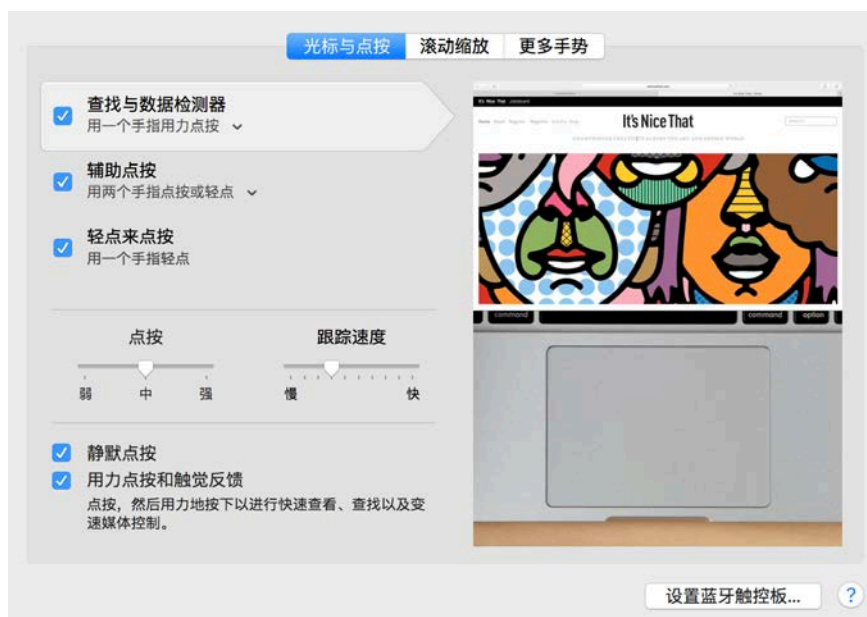 光标与点按
滚动缩放
更多手势
查找与数据检测器
用一个手指用力点按
辅助点按
用两个手指点按或轻点
轻点来点按
用一个手指轻点
点按
跟踪速度
弱
中
强
慢
快
静默点按
用力点按和触觉反馈
点按，然后用力地按下以进行快速查看、查找以及变
速媒体控制。
It's Nice That
It's Nice That
command
command
option
设置蓝牙触控板...
?